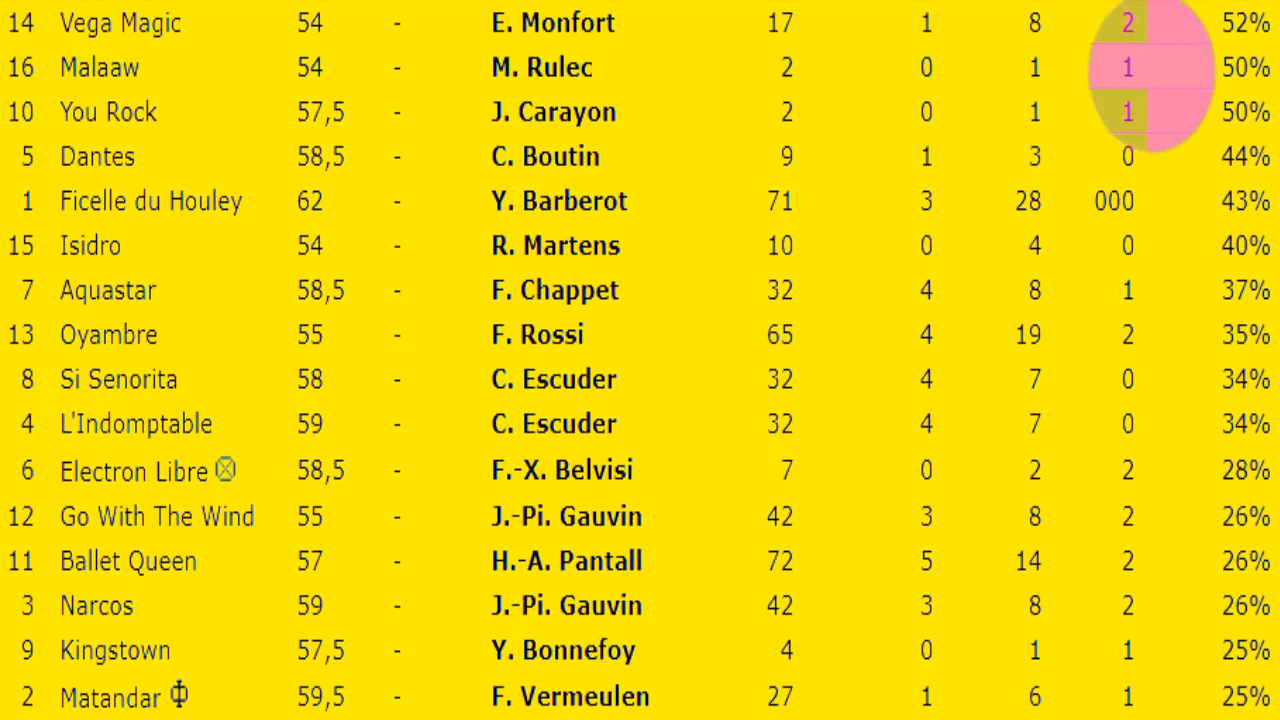 14 Vega Magic 54 - E. Monfort 17 1 8 2 52%
16 Malaaw 54 - M. Rulec 2 0 1 1 50%
10 You Rock 57,5 - J. Carayon 2 0 1 1 50%
5 Dantes 58,5 - C. Boutin 9 1 3 0 44%
1 Ficelle du Houley 62 - Y. Barberot 71 3 28 000 43%
15 Isidro 54 - R. Martens 10 0 4 0 40%
7 Aquastar 58,5 - F. Chappet 32 4 8 1 37%
13 Oyambre 55 - F. Rossi 65 4 19 2 35%
8 Si Senorita 58 - C. Escuder 32 4 7 0 34%
4 L'Indomptable 59 - C. Escuder 32 4 7 0 34%
6 Electron Libre 58,5 - F.-X. Belvisi 7 0 2 2 28%
12 Go With The Wind 55 - J.-Pi. Gauvin 42 3 8 2 26%
11 Ballet Queen 57 - H.-A. Pantall 72 5 14 2 26%
3 Narcos 59 - J.-Pi. Gauvin 42 3 8 2 26%
9 Kingstown 57,5 - Y. Bonnefoy 4 0 1 1 25%
2 Matandar 59,5 - F. Vermeulen 27 1 6 1 25%